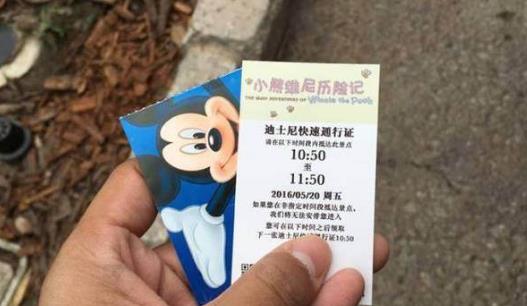 小熊维尼历险记
THE MANY ADVENTURES OF Winnie the Pooh
迪士尼快速通行证
请在以下时间段内抵达此景点
10:50
至
11:50
2016/05/20 周五
如果您在非指定时间段抵达景点,
我们将无法安排您进入
您可在以下时间之后领取
下一张迪士尼快速通行证10:50